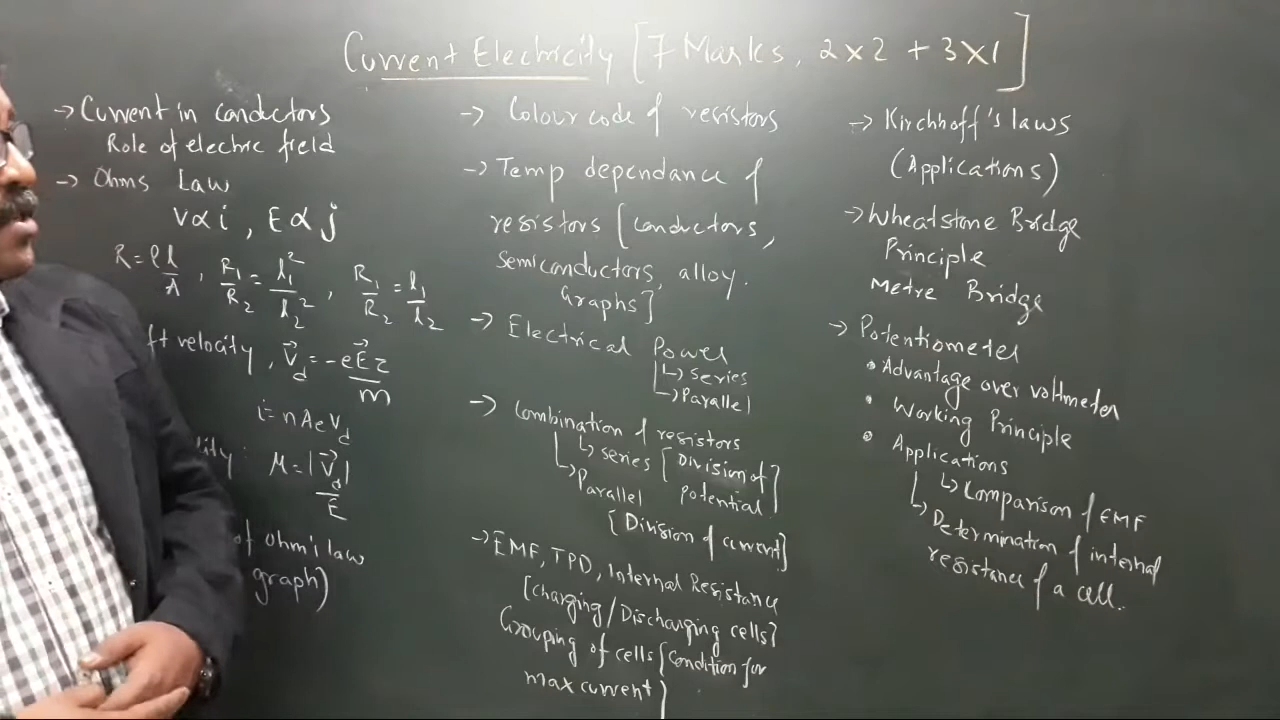 Current Electricity [7 Marks, 2x2 + 3x1]
→ Current in conductors
Role of electric field
→ Ohms Law
V∝i, E∝j
R=ρl/A, R₁/R₂ = l₁²/l₂², R₁/R₂ = l₁/l₂
ft velocity, V⃗d = -eE⃗τ/m
i=nAeVd
lity: μ=|V⃗d|/E
of ohm's law
graph)
→ Colour code of resistors
→ Temp dependance of
resistors [conductors,
semiconductors, alloy.
Graphs]
→ Electrical Power
↳ series
→ Parallel
→ Combination of resistors
↳ series [Division of
potential]
↳ Parallel
[Division of current]
→ EMF, TPD, Internal Resistance
[charging/Discharging cells]
Grouping of cells [condition for
max current]
→ Kirchhoff's laws
(Applications)
→ Wheatstone Bridge
Principle
Metre Bridge
→ Potentiometer
• Advantage over voltmeter
• Working Principle
• Applications
↳ Comparison of EMF
↳ Determination of internal
resistance of a cell.